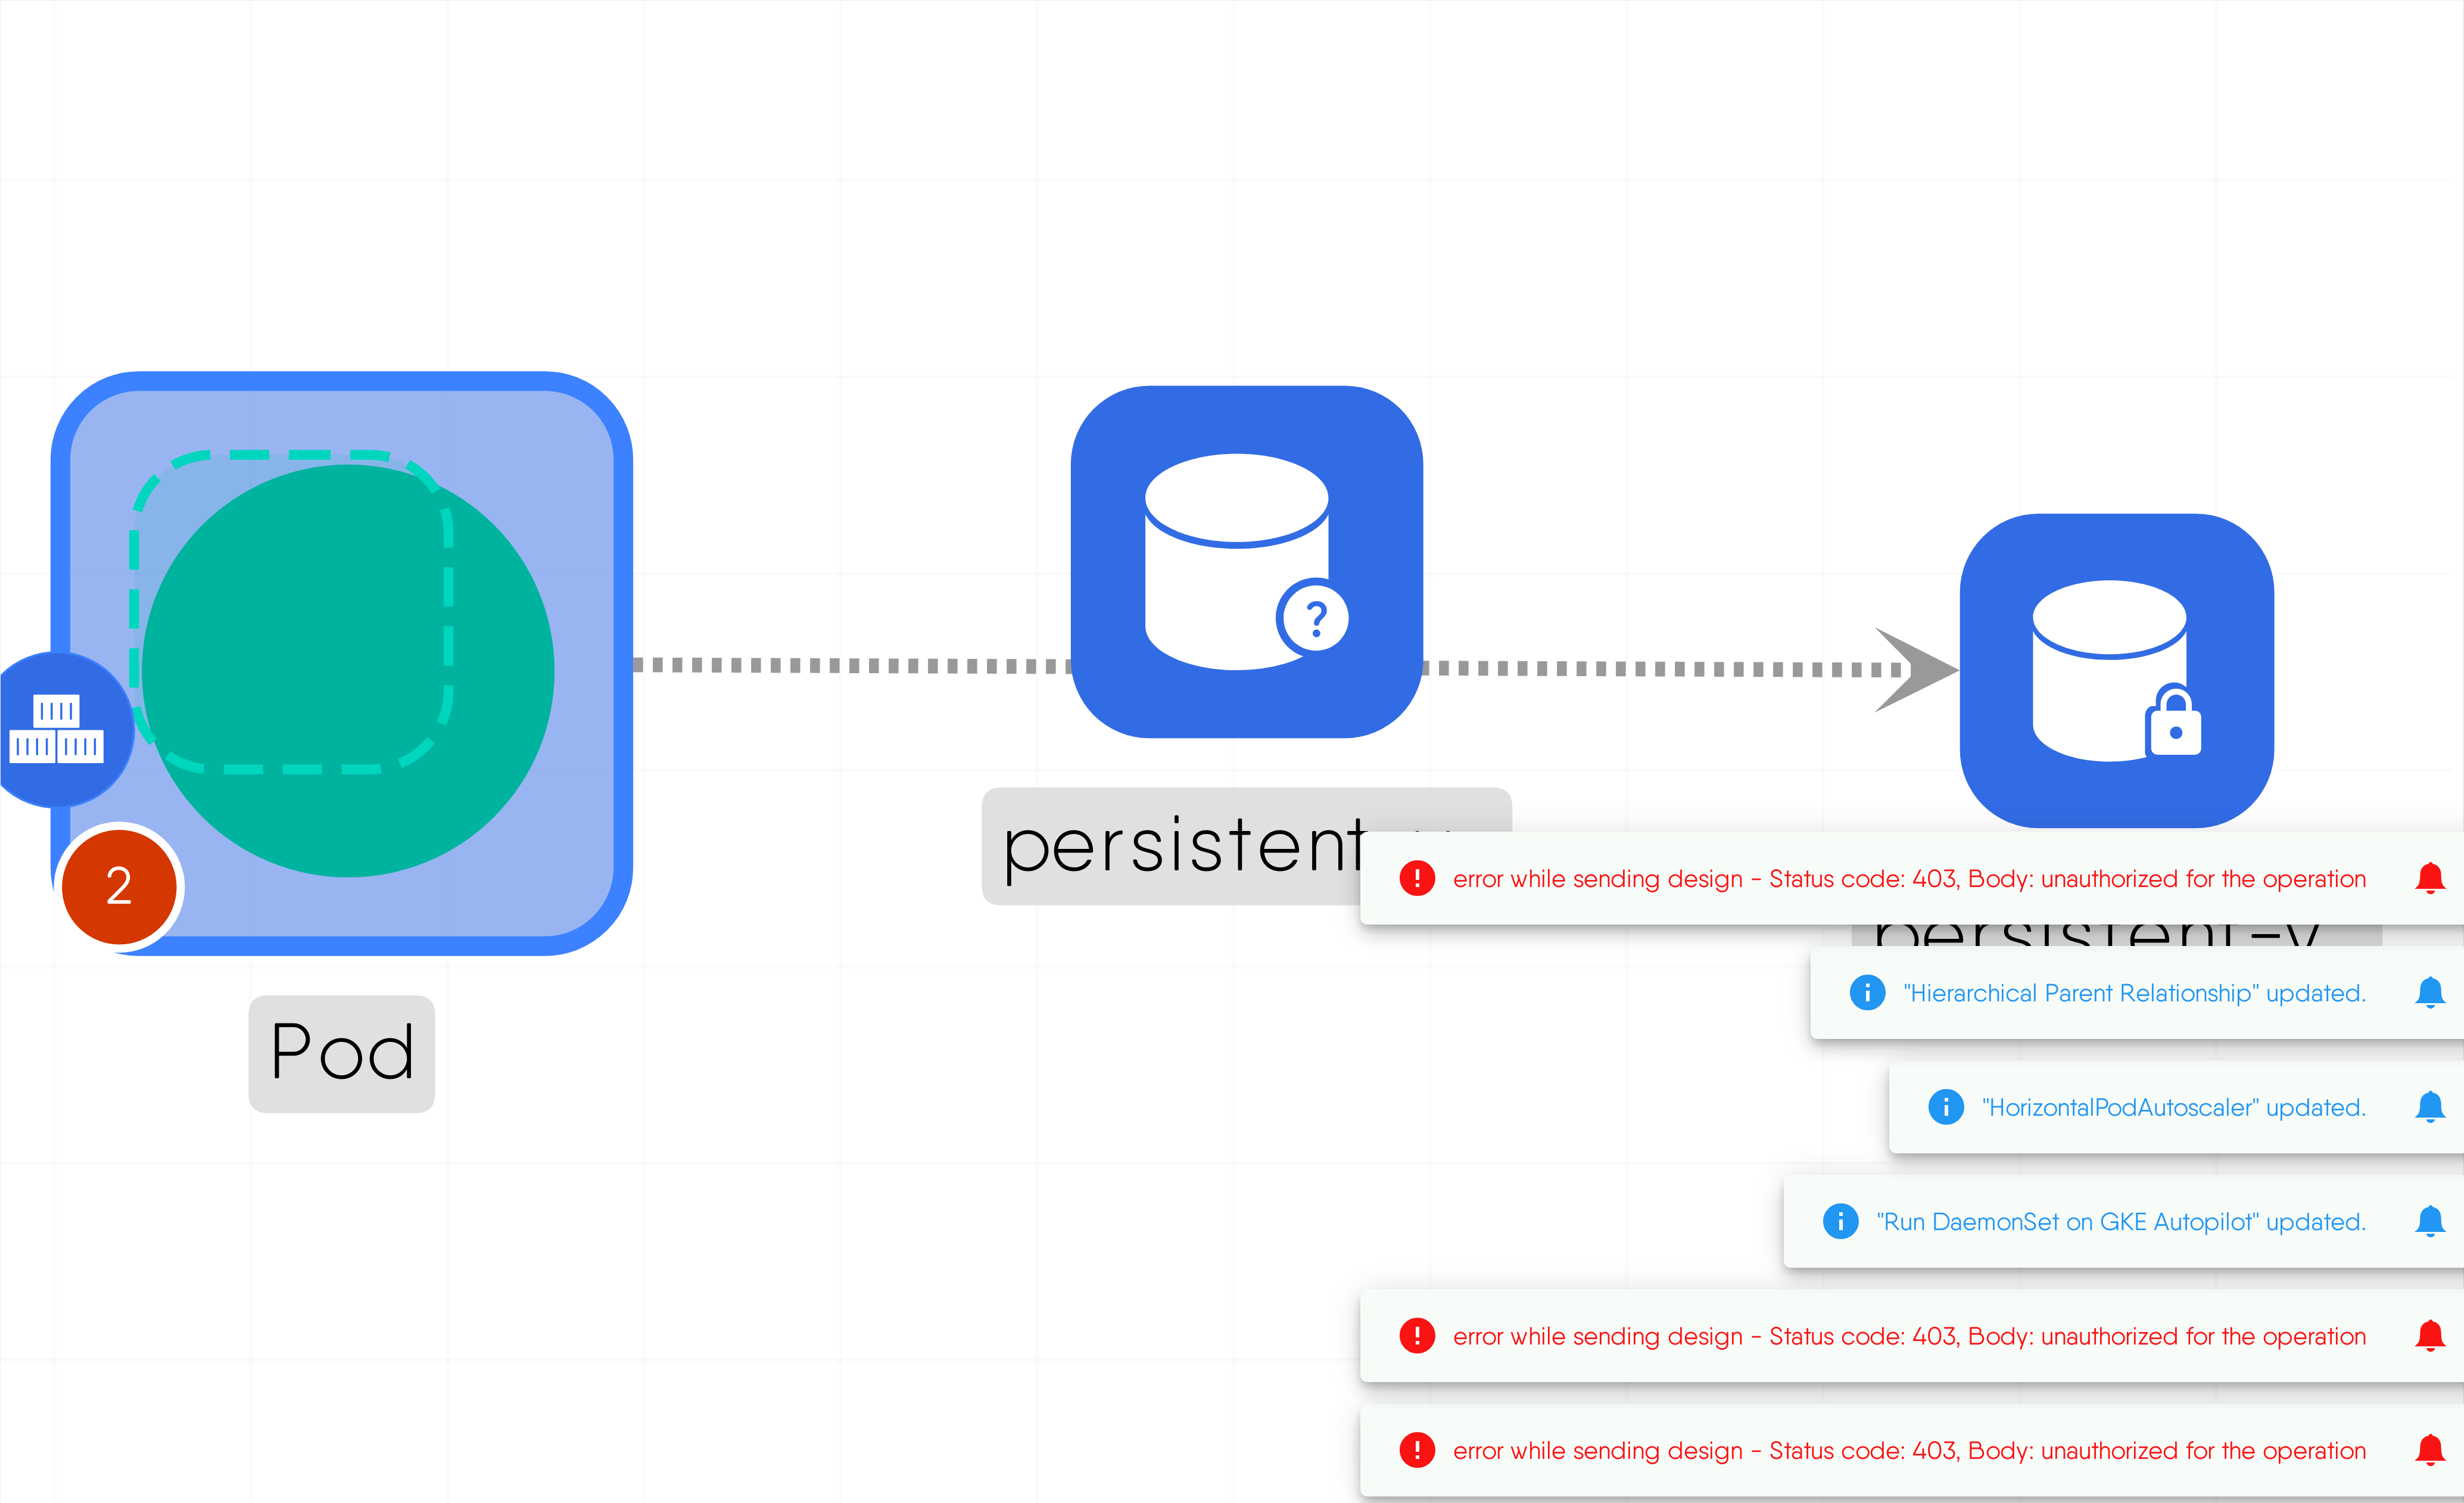 ?
2
persistent
error while sending design - Status code: 403, Body: unauthorized for the operation
persistent-v
"Hierarchical Parent Relationship" updated.
Pod
"HorizontalPodAutoscaler" updated.
"Run DaemonSet on GKE Autopilot" updated.
error while sending design - Status code: 403, Body: unauthorized for the operation
error while sending design - Status code: 403, Body: unauthorized for the operation